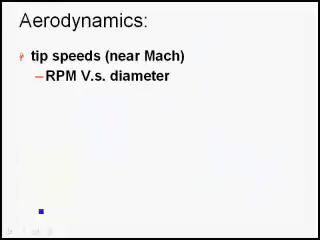 Aerodynamics:
tip speeds (near Mach)
–RPM V.s. diameter